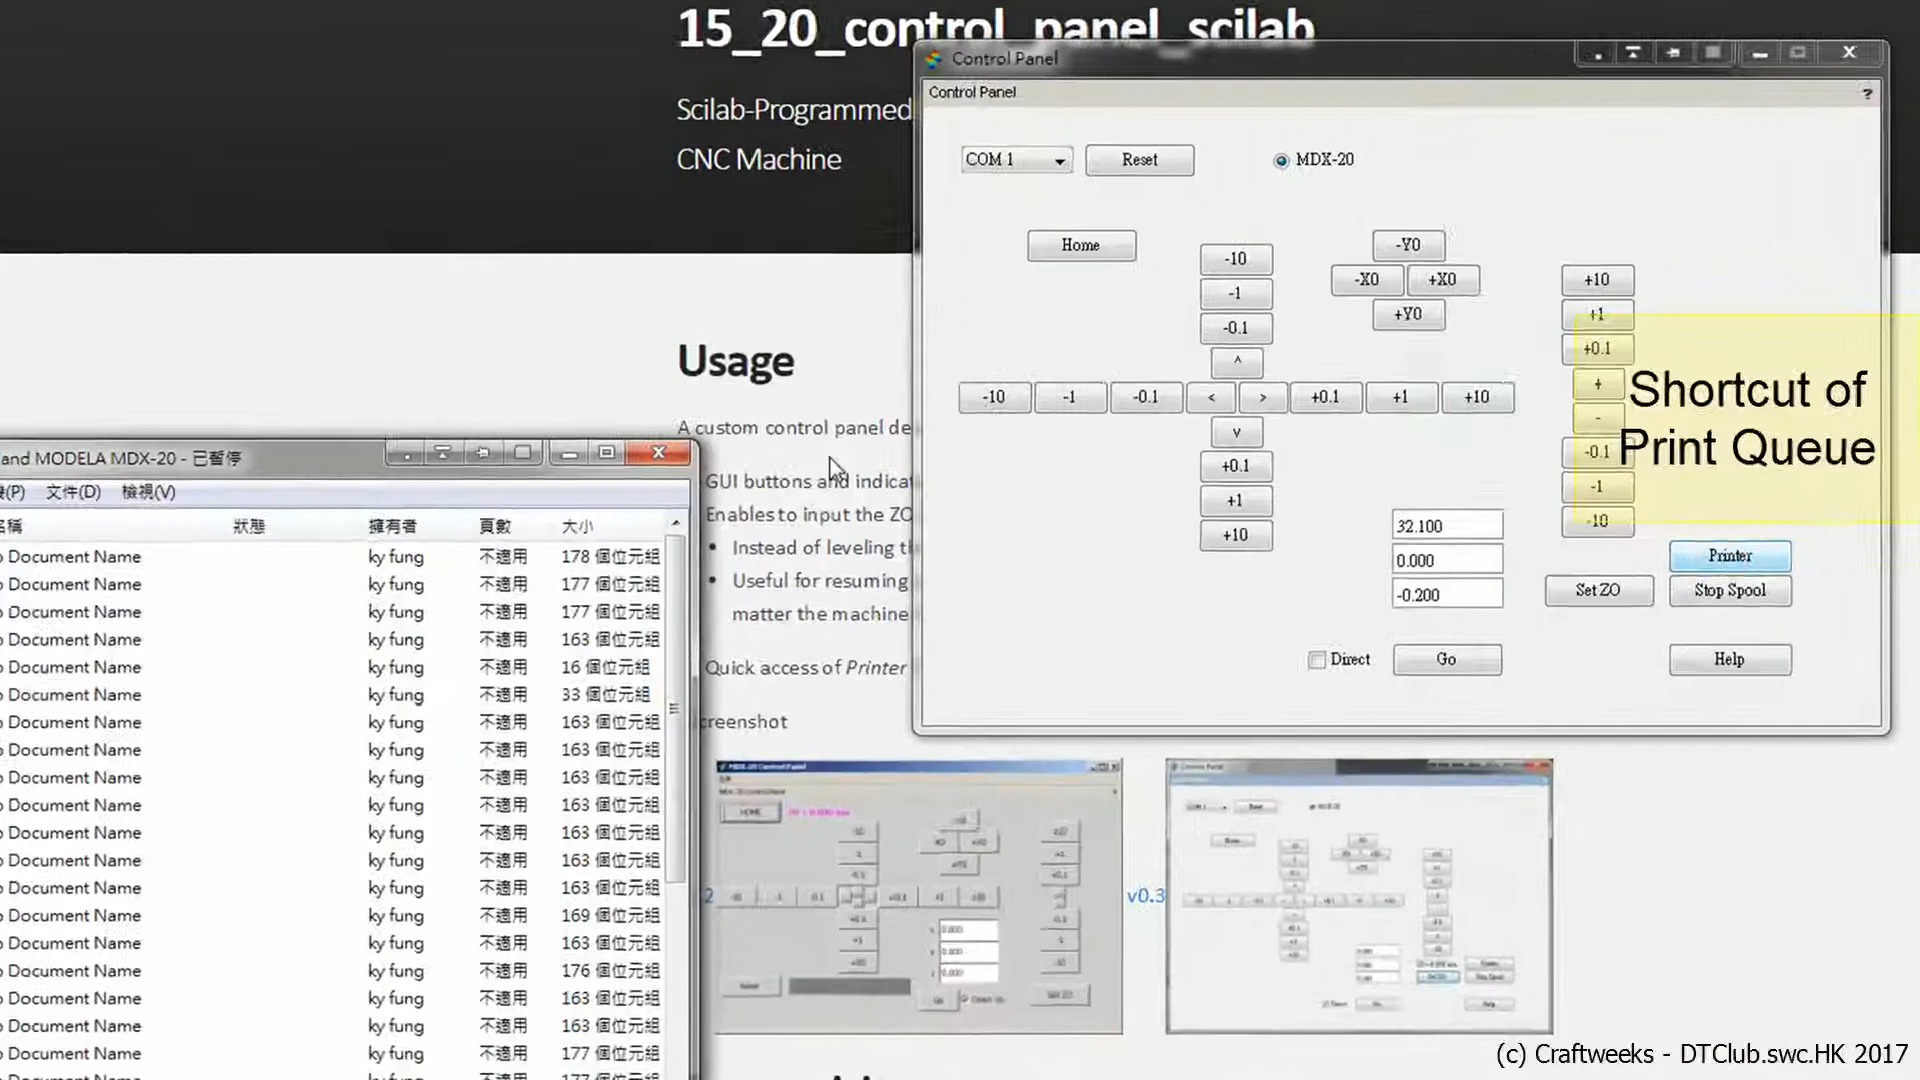 15_20_control_panel_scilab
Scilab-Programmed
CNC Machine
Control Panel
Control Panel
?
COM 1
Reset
MDX-20
Home
-10
-1
-0.1
^
-Y0
-X0
+X0
+Y0
+10
+1
+0.1
+
-
-0.1
-1
-10
-10
-1
-0.1
<
>
+0.1
+1
+10
v
+0.1
+1
+10
32.100
0.000
-0.200
Printer
Set ZO
Stop Spool
Direct
Go
Help
Shortcut of
Print Queue
Usage
A custom control panel de
GUI buttons and indica
Enables to input the ZO
Instead of leveling t
Useful for resuming
matter the machine
Quick access of Printer
creenshot
and MODELA MDX-20 - 已暫停
(P) 文件(D) 檢視(V)
名稱 狀態 擁有者 頁數 大小
Document Name ky fung 不適用 178 個位元組
Document Name ky fung 不適用 177 個位元組
Document Name ky fung 不適用 177 個位元組
Document Name ky fung 不適用 163 個位元組
Document Name ky fung 不適用 16 個位元組
Document Name ky fung 不適用 33 個位元組
Document Name ky fung 不適用 163 個位元組
Document Name ky fung 不適用 163 個位元組
Document Name ky fung 不適用 163 個位元組
Document Name ky fung 不適用 163 個位元組
Document Name ky fung 不適用 163 個位元組
Document Name ky fung 不適用 163 個位元組
Document Name ky fung 不適用 163 個位元組
Document Name ky fung 不適用 169 個位元組
Document Name ky fung 不適用 163 個位元組
Document Name ky fung 不適用 176 個位元組
Document Name ky fung 不適用 163 個位元組
Document Name ky fung 不適用 163 個位元組
Document Name ky fung 不適用 177 個位元組
2
v0.3
HOME
0.000
0.000
0.000
(c) Craftweeks - DTClub.swc.HK 2017